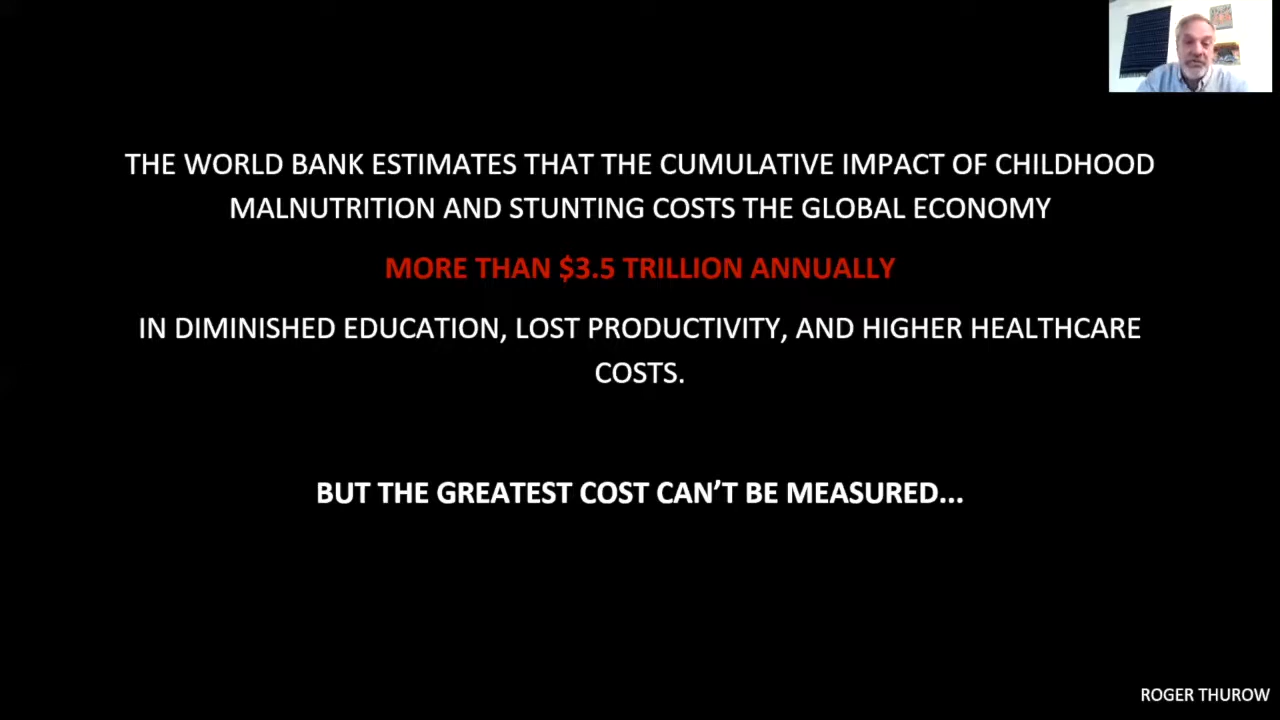 THE WORLD BANK ESTIMATES THAT THE CUMULATIVE IMPACT OF CHILDHOOD
MALNUTRITION AND STUNTING COSTS THE GLOBAL ECONOMY
MORE THAN $3.5 TRILLION ANNUALLY
IN DIMINISHED EDUCATION, LOST PRODUCTIVITY, AND HIGHER HEALTHCARE
COSTS.
BUT THE GREATEST COST CAN’T BE MEASURED...
ROGER THUROW